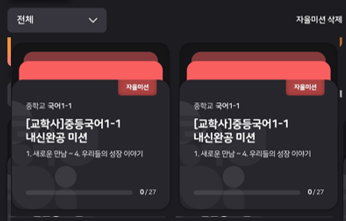 전체
자율미션 삭제
자율미션
중학교 국어1-1
[교학사]중등국어1-1
내신완공 미션
1. 새로운 만남 ~ 4. 우리들의 성장 이야기
0/27
자율미션
중학교 국어1-1
[교학사]중등국어1-1
내신완공 미션
1. 새로운 만남 ~ 4. 우리들의 성장 이야기
0/27